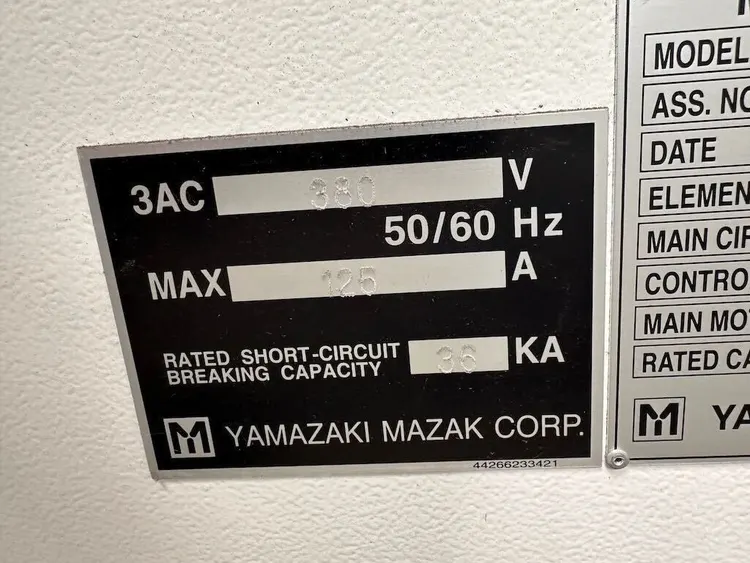 3AC 380 V
50/60 Hz
MAX 125 A
RATED SHORT-CIRCUIT
BREAKING CAPACITY 36 KA
M YAMAZAKI MAZAK CORP.
44266233421
MODEL
ASS. NO
DATE
ELEMEN
MAIN CIR
CONTRO
MAIN MO
RATED CA
M YA